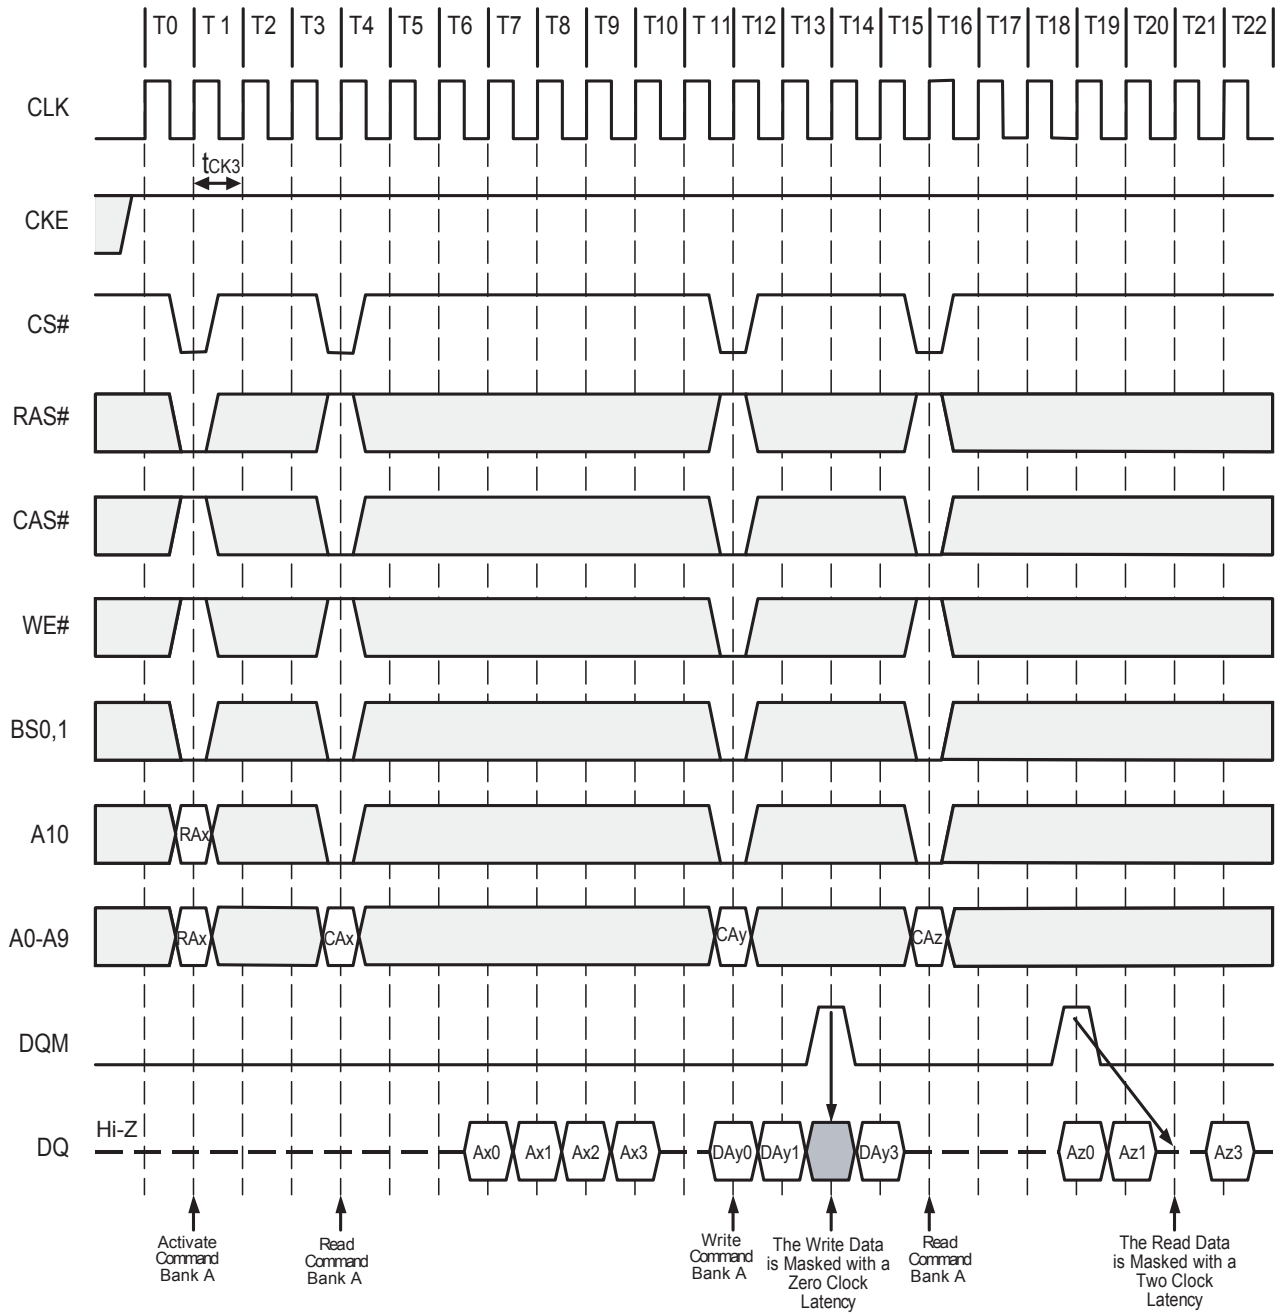 T0 T 1 T2 T3 T4 T5 T6 T7 T8 T9 T10 T 11 T12 T13 T14 T15 T16 T17 T18 T19 T20 T21 T22
CLK
tCK3
CKE
CS#
RAS#
CAS#
WE#
BS0,1
A10
RAx
A0-A9
RAx CAx CAy CAz
DQM
Hi-Z
DQ
Ax0 Ax1 Ax2 Ax3 DAy0 DAy1 DAy3 Az0 Az1 Az3
Activate
Command
Bank A
Read
Command
Bank A
Write
Command
Bank A
The Write Data
is Masked with a
Zero Clock
Latency
Read
Command
Bank A
The Read Data
is Masked with a
Two Clock
Latency